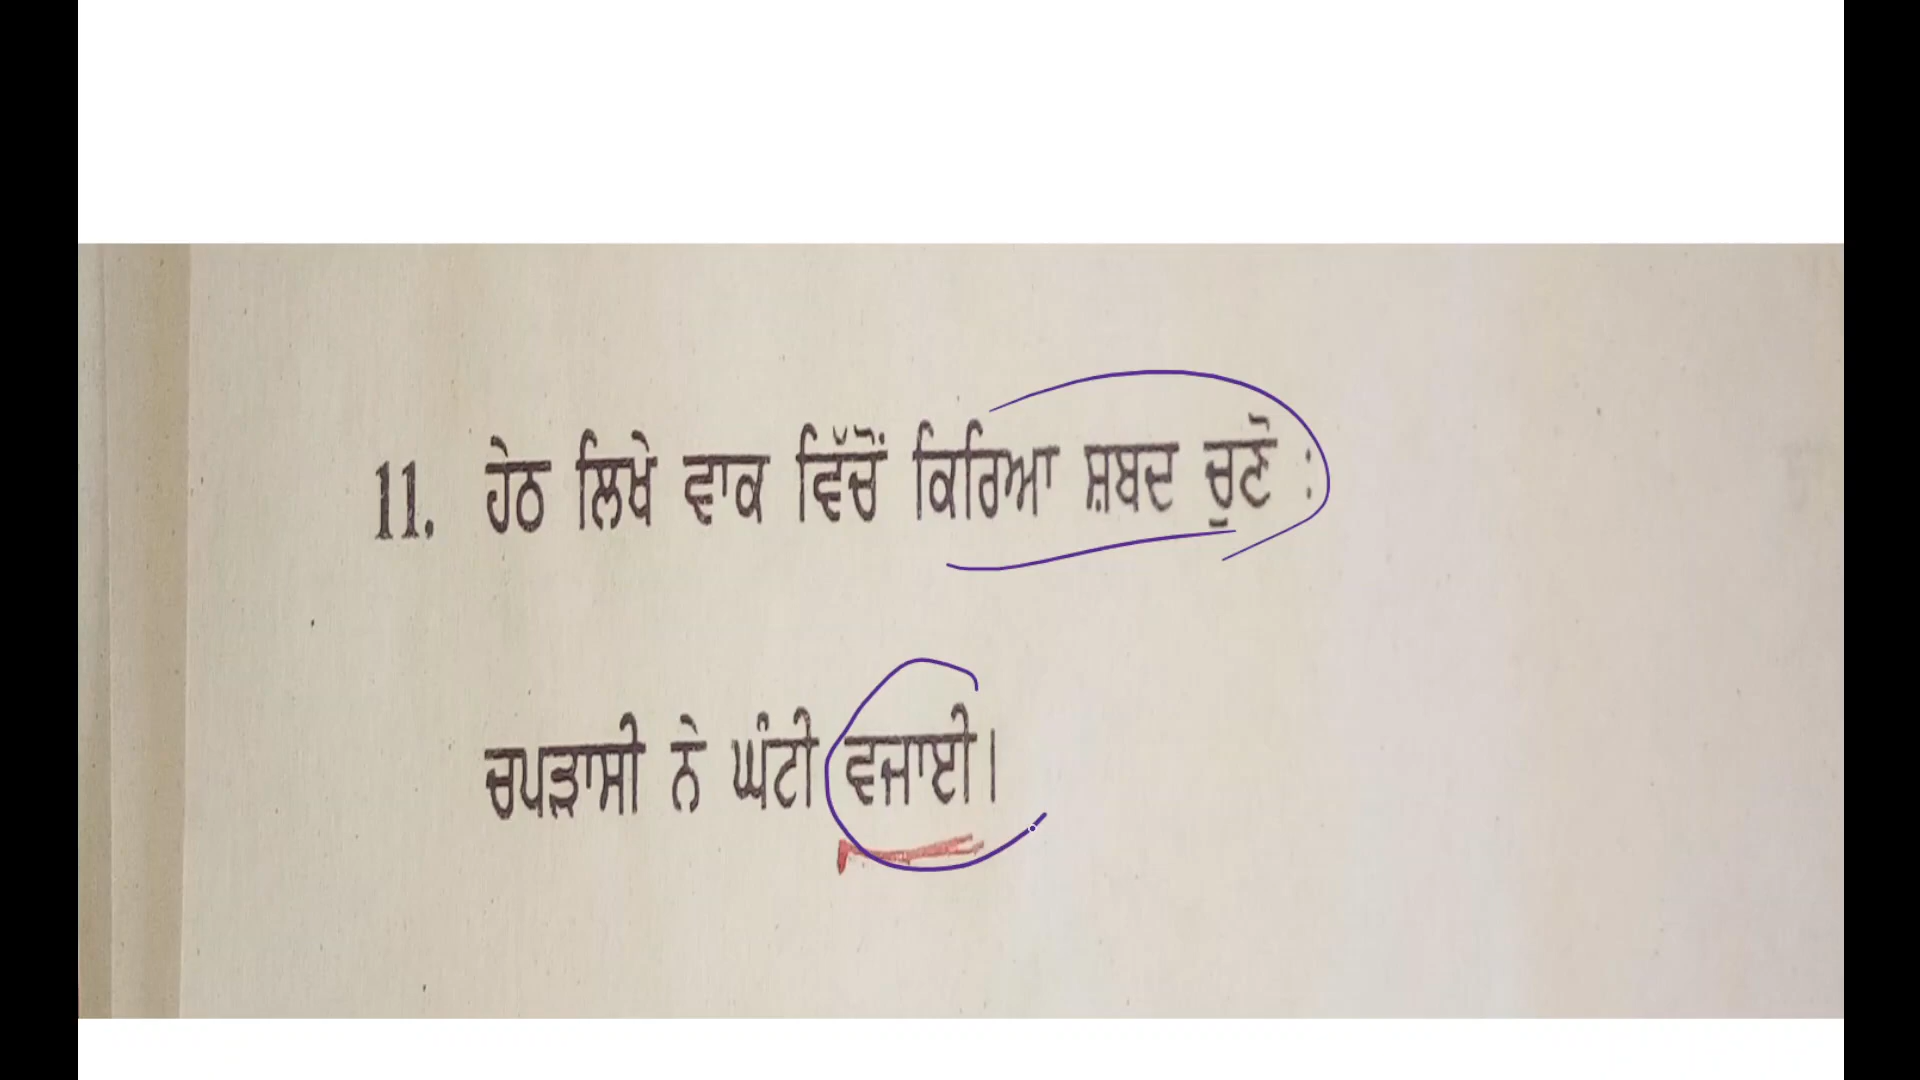 11. ਹੇਠ ਲਿਖੇ ਵਾਕ ਵਿੱਚੋਂ ਕਿਰਿਆ ਸ਼ਬਦ ਚੁਣੋ :
ਚਪੜਾਸੀ ਨੇ ਘੰਟੀ ਵਜਾਈ।